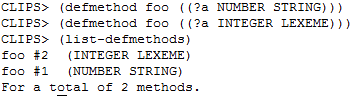 CLIPS> (defmethod foo ((?a NUMBER STRING)))
CLIPS> (defmethod foo ((?a INTEGER LEXEME)))
CLIPS> (list-defmethods)
foo #2  (INTEGER LEXEME)
foo #1  (NUMBER STRING)
For a total of 2 methods.